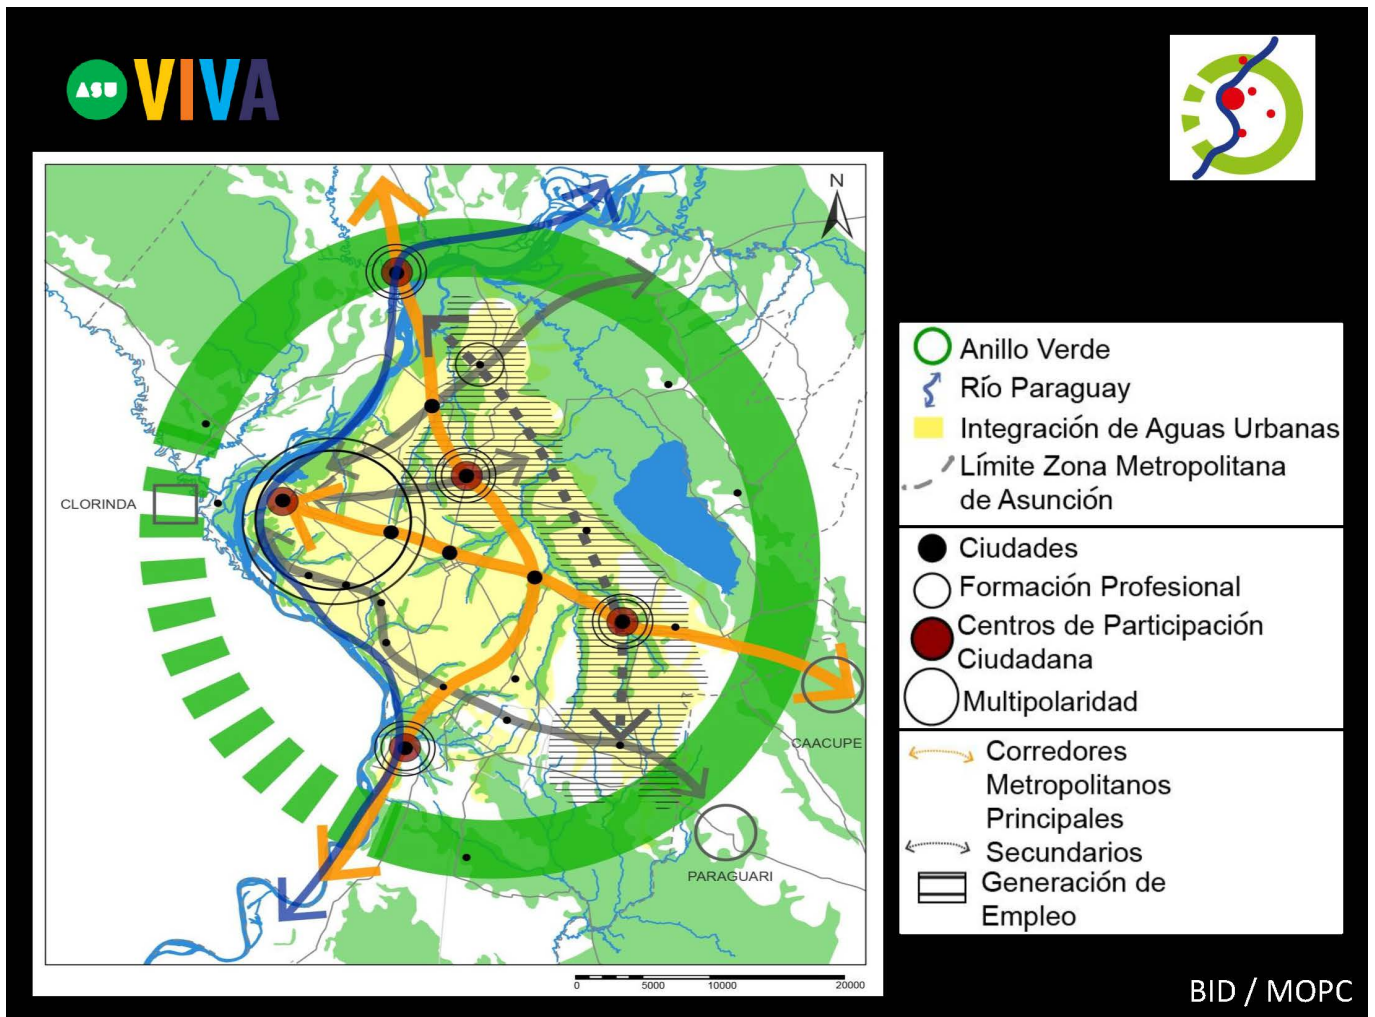 ASU VIVA
N
CLORINDA
CAACUPE
PARAGUARI
0 5000 10000 20000
Anillo Verde
Río Paraguay
Integración de Aguas Urbanas
Límite Zona Metropolitana
de Asunción
Ciudades
Formación Profesional
Centros de Participación
Ciudadana
Multipolaridad
Corredores
Metropolitanos
Principales
Secundarios
Generación de
Empleo
BID / MOPC